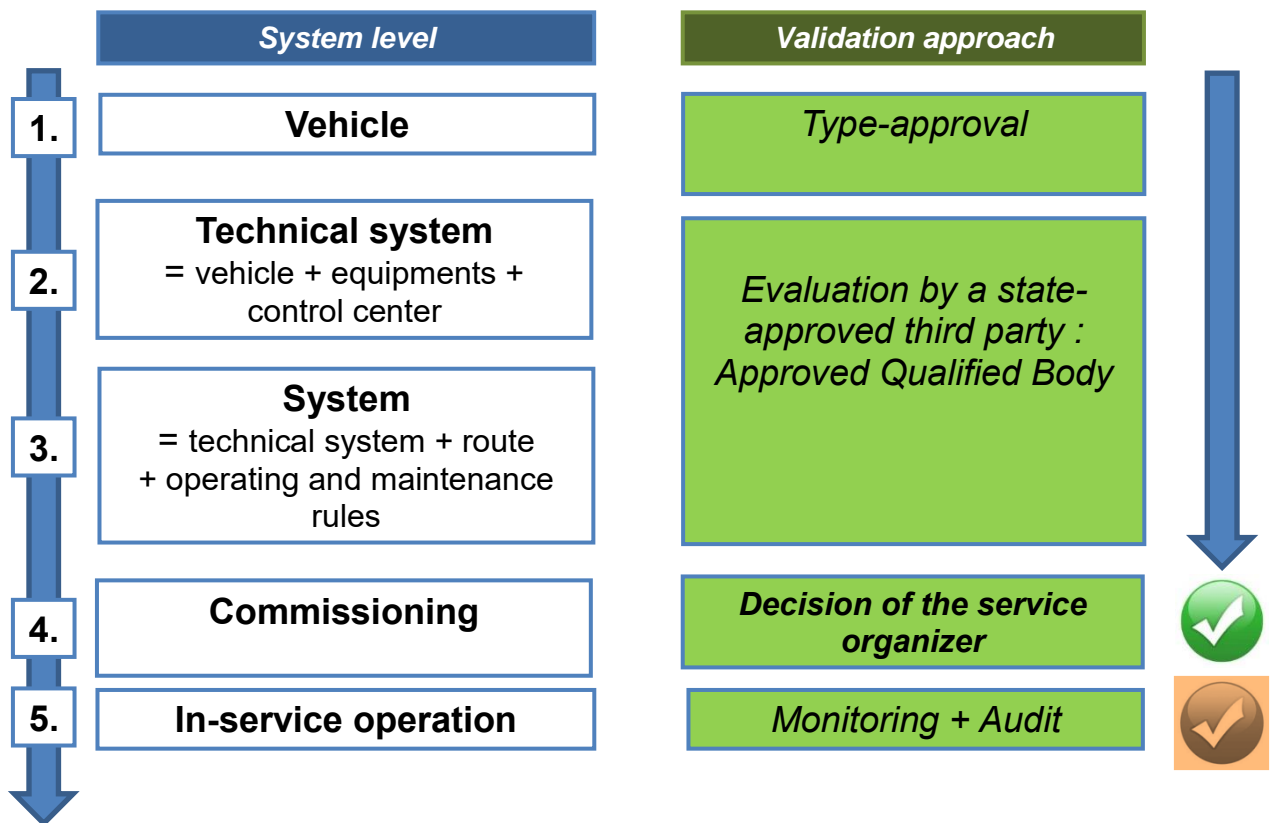 System level
Validation approach
1.
Vehicle
Type-approval
2.
Technical system
= vehicle + equipments +
control center
Evaluation by a state-
approved third party :
Approved Qualified Body
3.
System
= technical system + route
+ operating and maintenance
rules
4.
Commissioning
Decision of the service
organizer
5.
In-service operation
Monitoring + Audit